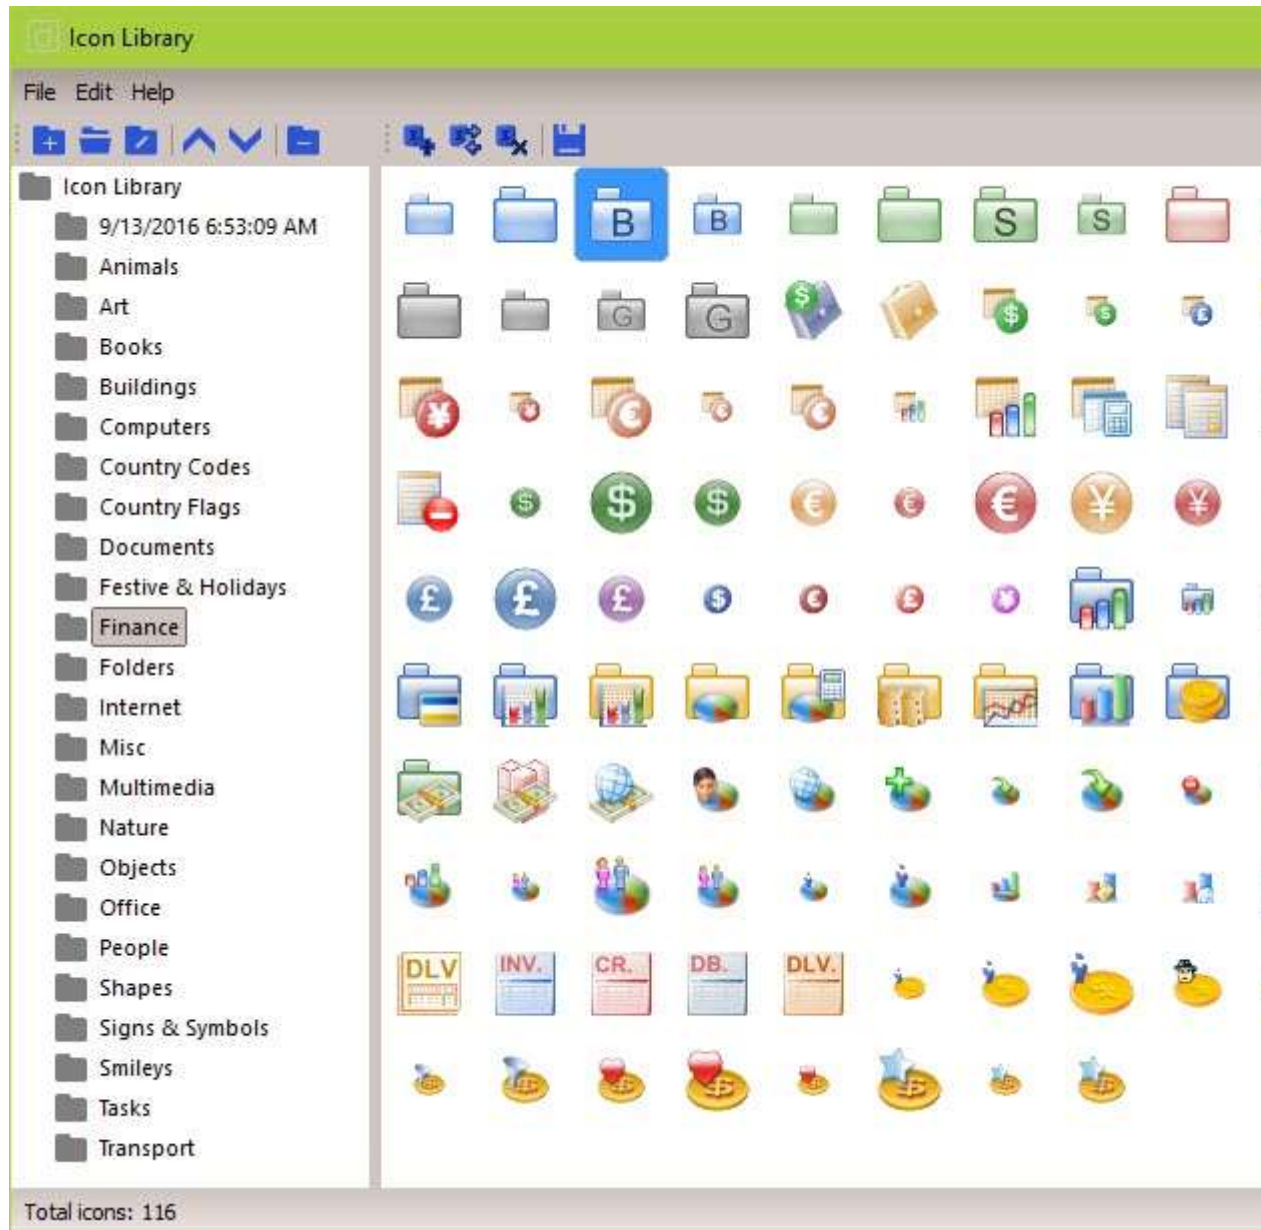 Icon Library
File Edit Help
Icon Library
9/13/2016 6:53:09 AM
Animals
Art
Books
Buildings
Computers
Country Codes
Country Flags
Documents
Festive & Holidays
Finance
Folders
Internet
Misc
Multimedia
Nature
Objects
Office
People
Shapes
Signs & Symbols
Smileys
Tasks
Transport
B B S S
G G $ $ $ £
¥ ¥ € € €
$ $ $ € € € ¥ ¥
£ £ £ $ € £ ¥
DLV INV. CR. DB. DLV.
Total icons: 116